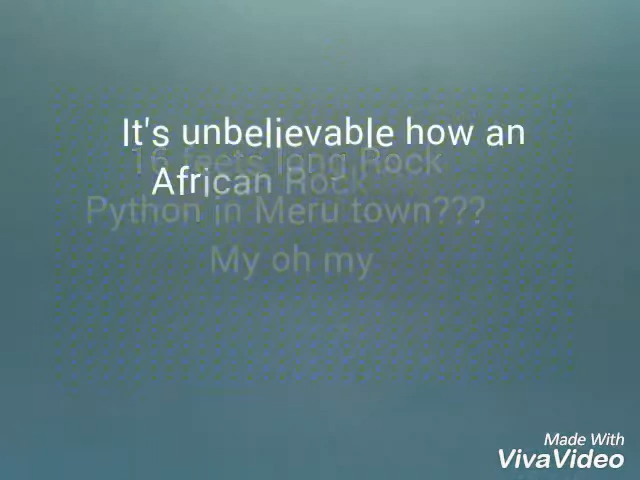 It's unbelievable how an
16 feets long Rock
African Rock
Python in Meru town???
My oh my
Made With
VivaVideo